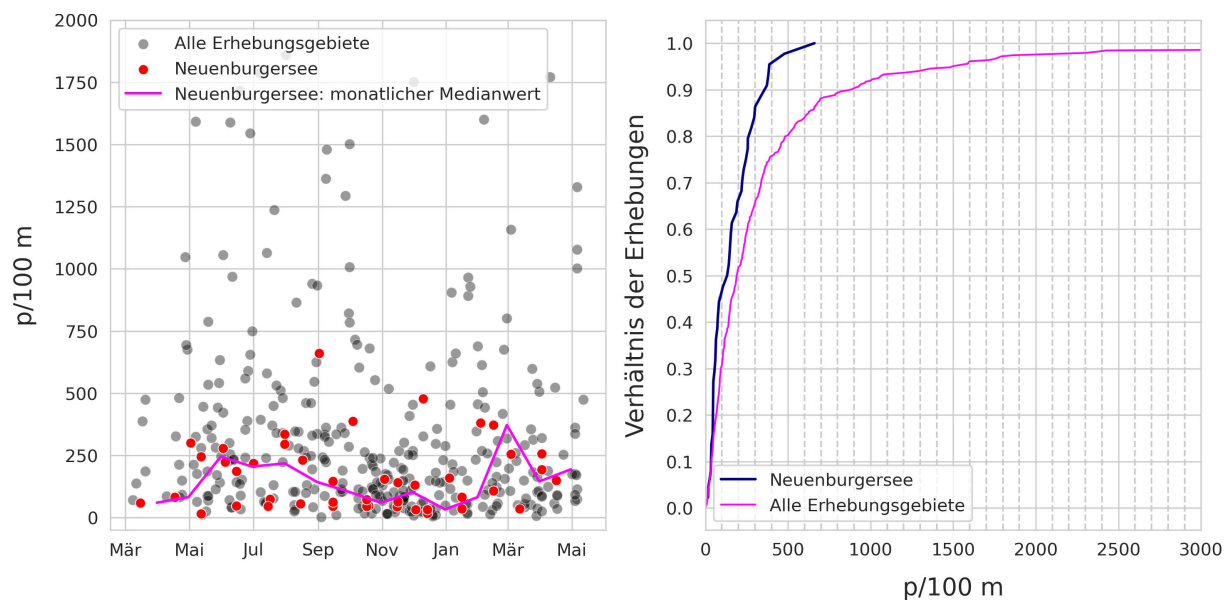 2000
1750
1500
1250
1000
750
500
250
0
p/100 m
Alle Erhebungsgebiete
Neuenburgersee
Neuenburgersee: monatlicher Medianwert
Mär
Mai
Jul
Sep
Nov
Jan
Mär
Mai
Verhältnis der Erhebungen
1.0
0.9
0.8
0.7
0.6
0.5
0.4
0.3
0.2
0.1
0.0
Neuenburgersee
Alle Erhebungsgebiete
0
500
1000
1500
2000
2500
3000
p/100 m